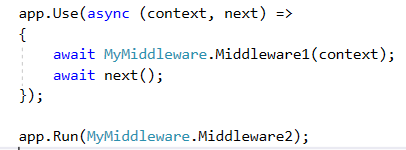 app.Use(async (context, next) =>
{
    await MyMiddleware.Middleware1(context);
    await next();
});

app.Run(MyMiddleware.Middleware2);